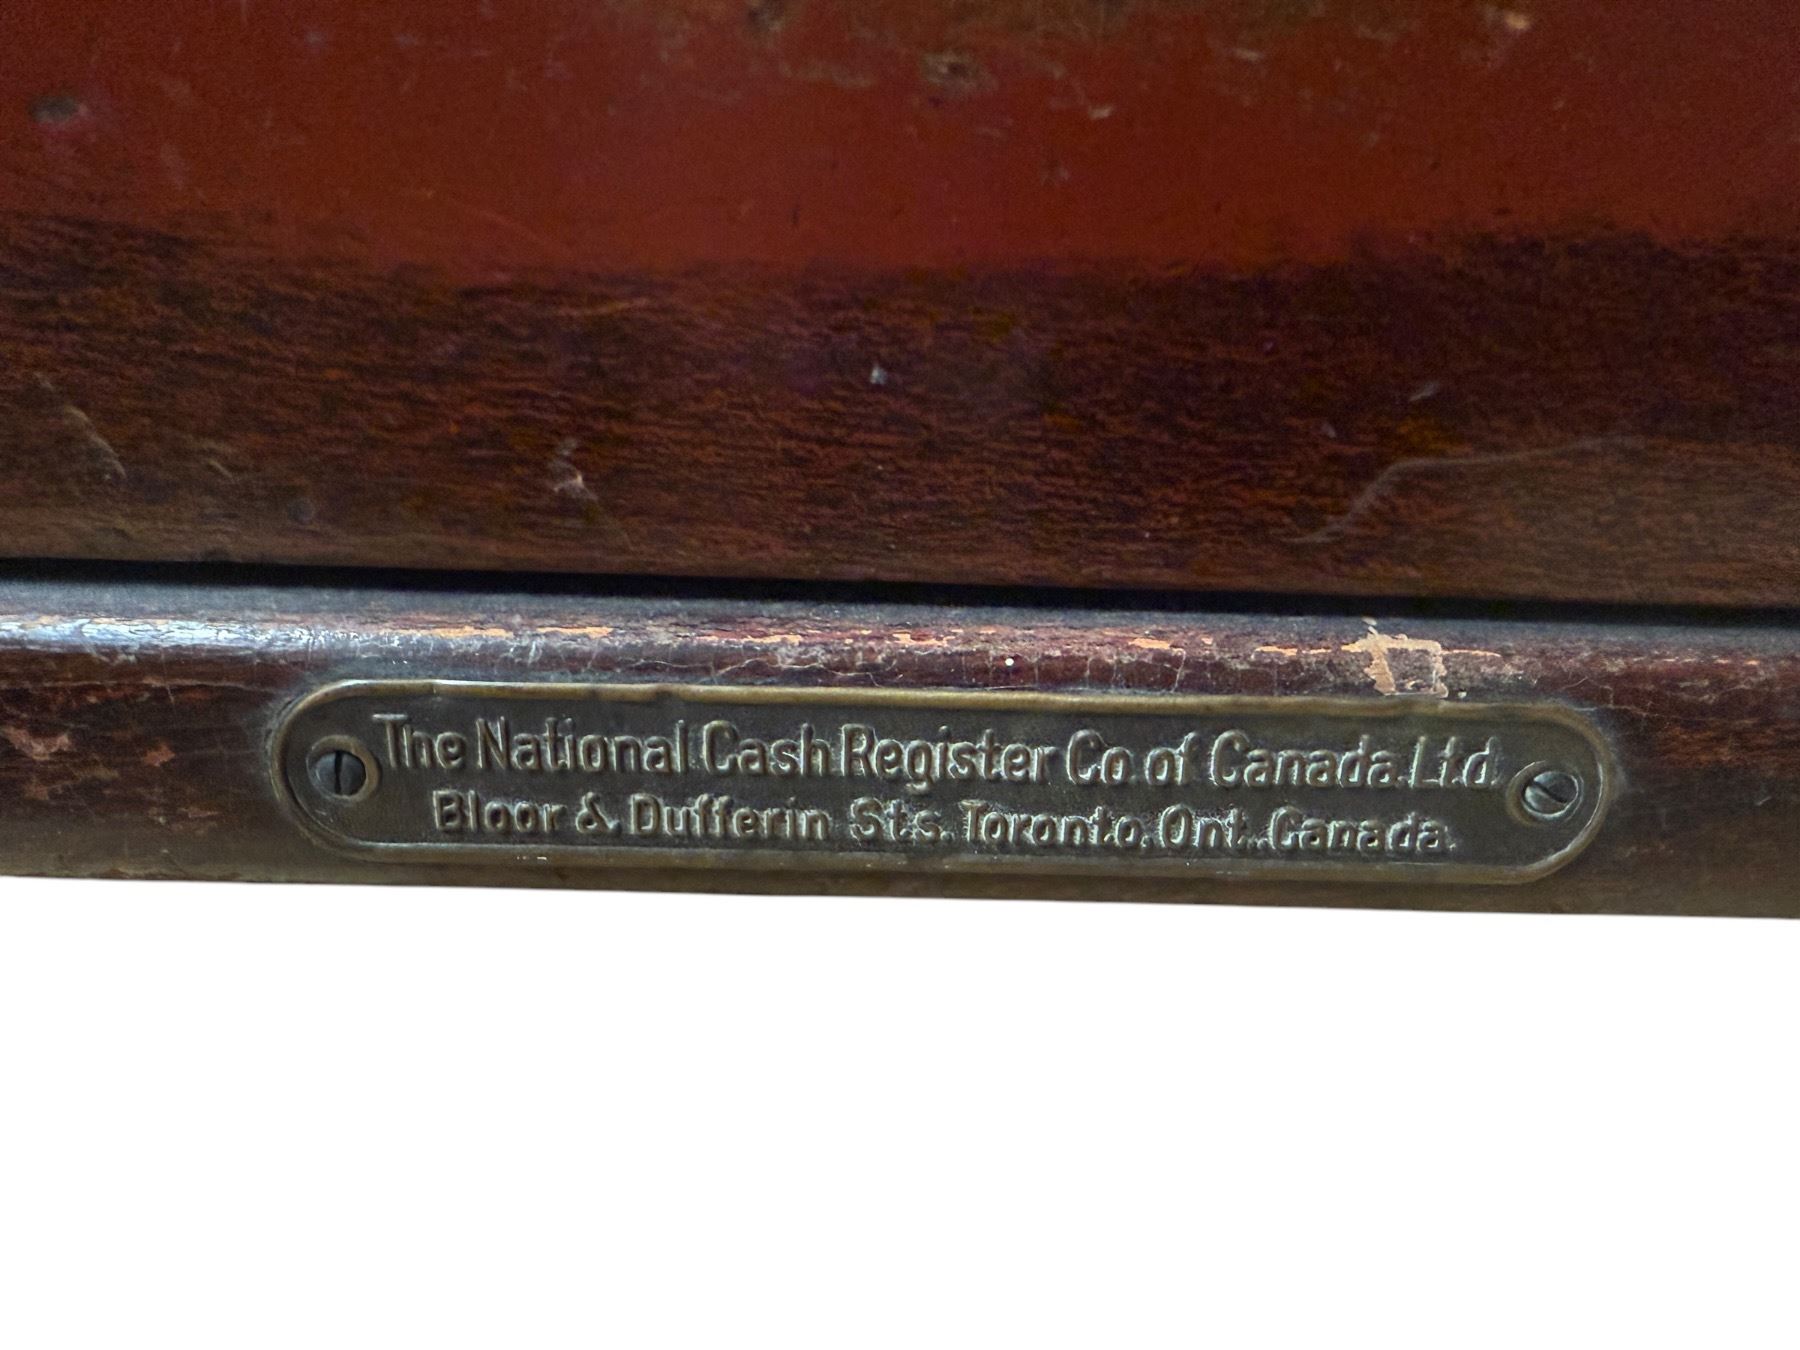 The National Cash Register Co. of Canada. Ltd.
Bloor & Dufferin Sts. Toronto, Ont., Canada.